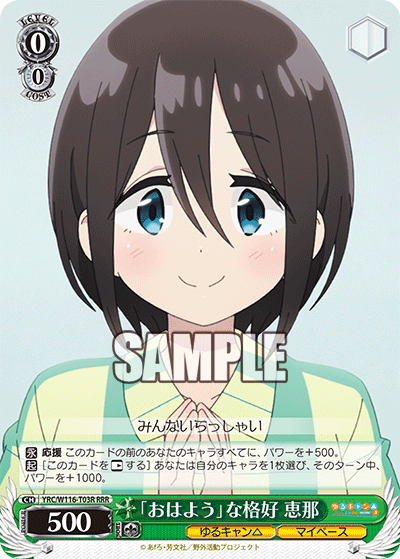 LEVEL
0
0
COST
SAMPLE
みんないらっしゃい
永 応援 このカードの前のあなたのキャラすべてに、パワーを+500。
起 [このカードを する] あなたは自分のキャラを1枚選び、そのターン中、
パワーを+1000。
CH YRC/W116-T03R RRR
「おはよう」な格好 恵那
ゆるキャン△
500
ゆるキャン△
マイペース
©あfろ・芳文社／野外活動プロジェクト